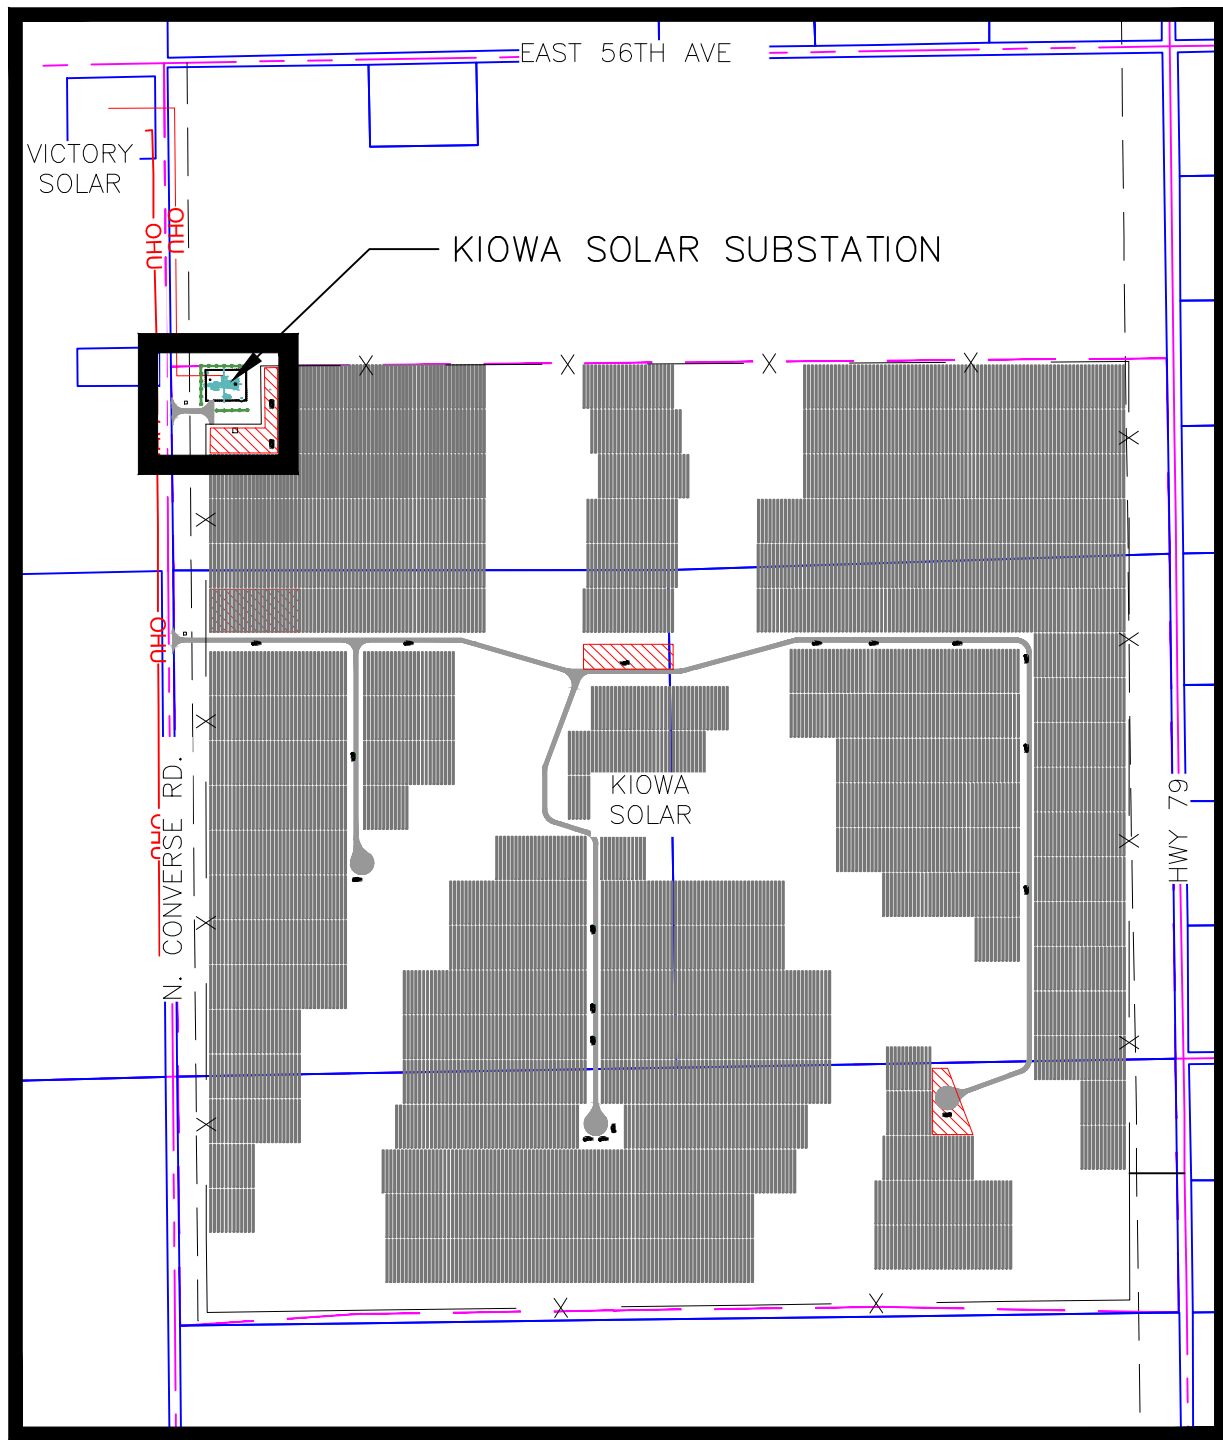 EAST 56TH AVE
VICTORY
SOLAR
OHU
OHU
KIOWA SOLAR SUBSTATION
OHU
KIOWA
SOLAR
N. CONVERSE RD.
OHU
HWY 79